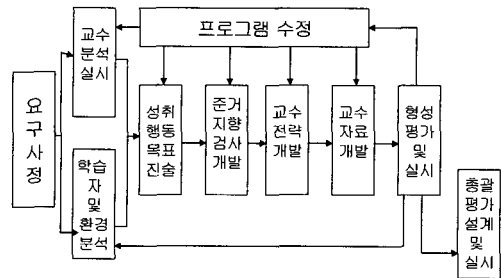 프로그램 수정
요
구
사
정
교수
분석
실시
학습
자
및
환경
분석
성취
행동
목표
진술
준거
지향
검사
개발
교수
전략
개발
교수
자료
개발
형성
평가
및
실시
총괄
평가
설계
및
실시